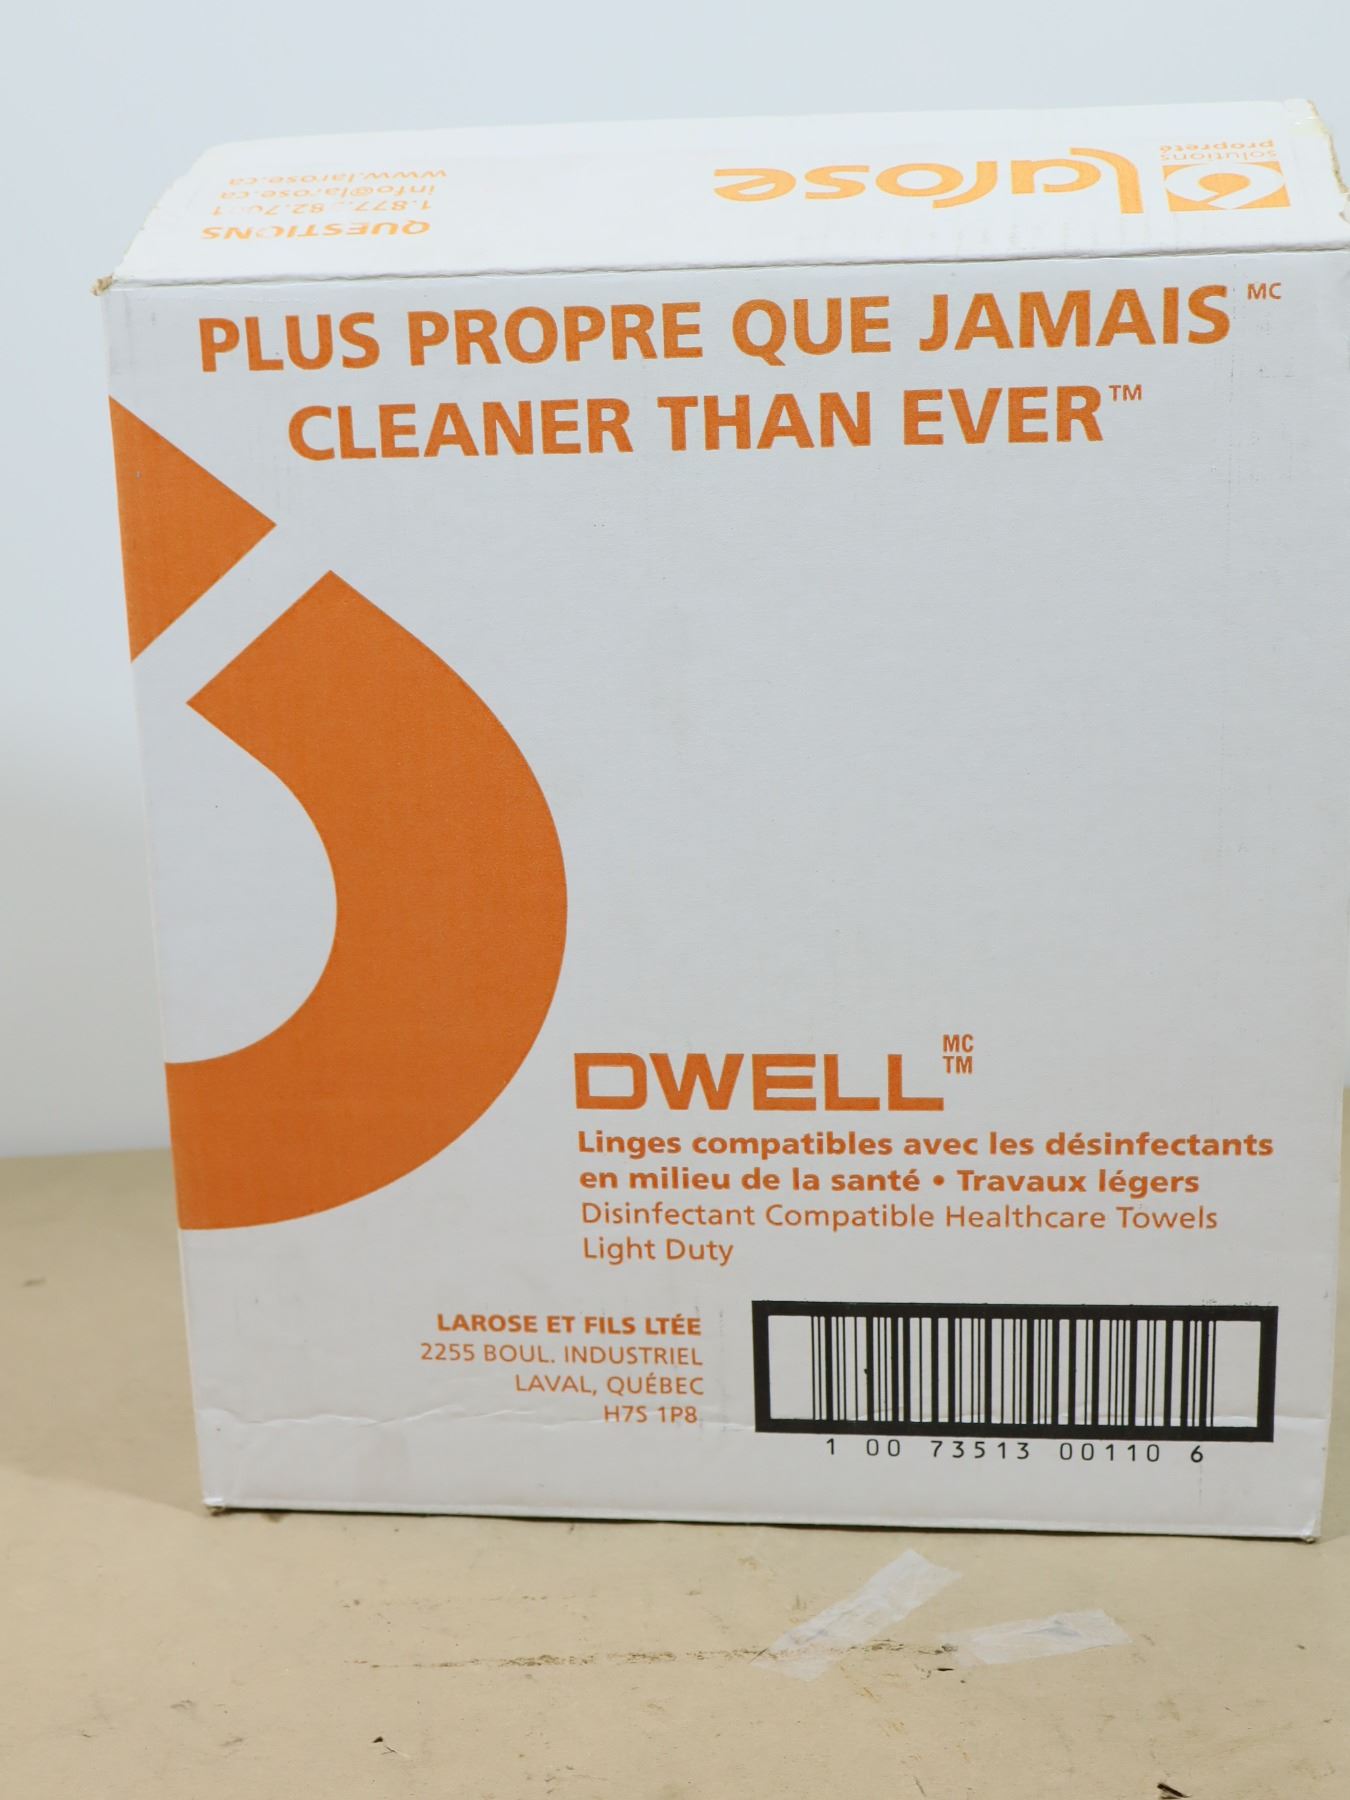 larose
solutions
propreté
QUESTIONS
info@larose.ca
www.larose.ca
PLUS PROPRE QUE JAMAIS MC
CLEANER THAN EVER™
DWELL MC TM
Linges compatibles avec les désinfectants
en milieu de la santé • Travaux légers
Disinfectant Compatible Healthcare Towels
Light Duty
LAROSE ET FILS LTÉE
2255 BOUL. INDUSTRIEL
LAVAL, QUÉBEC
H7S 1P8
1 00 73513 00110 6